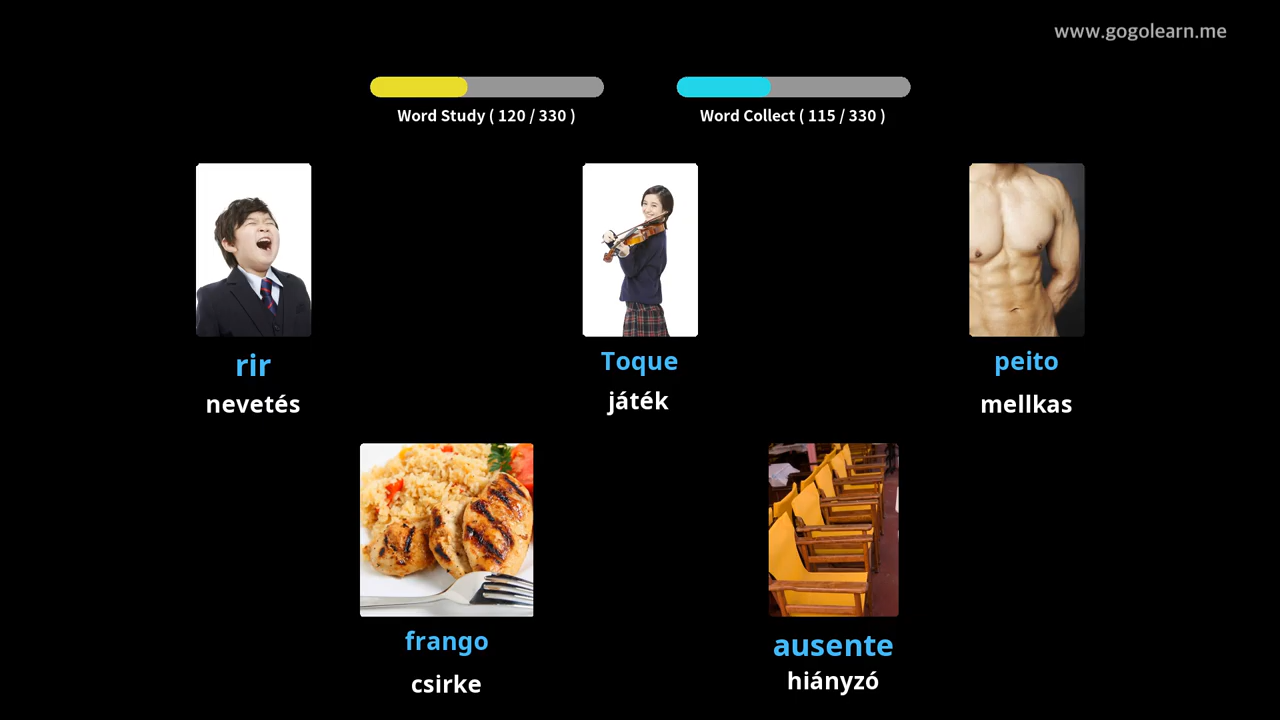 www.gogolearn.me
Word Study ( 120 / 330 )
Word Collect ( 115 / 330 )
rir
nevetés
Toque
játék
peito
mellkas
frango
csirke
ausente
hiányzó